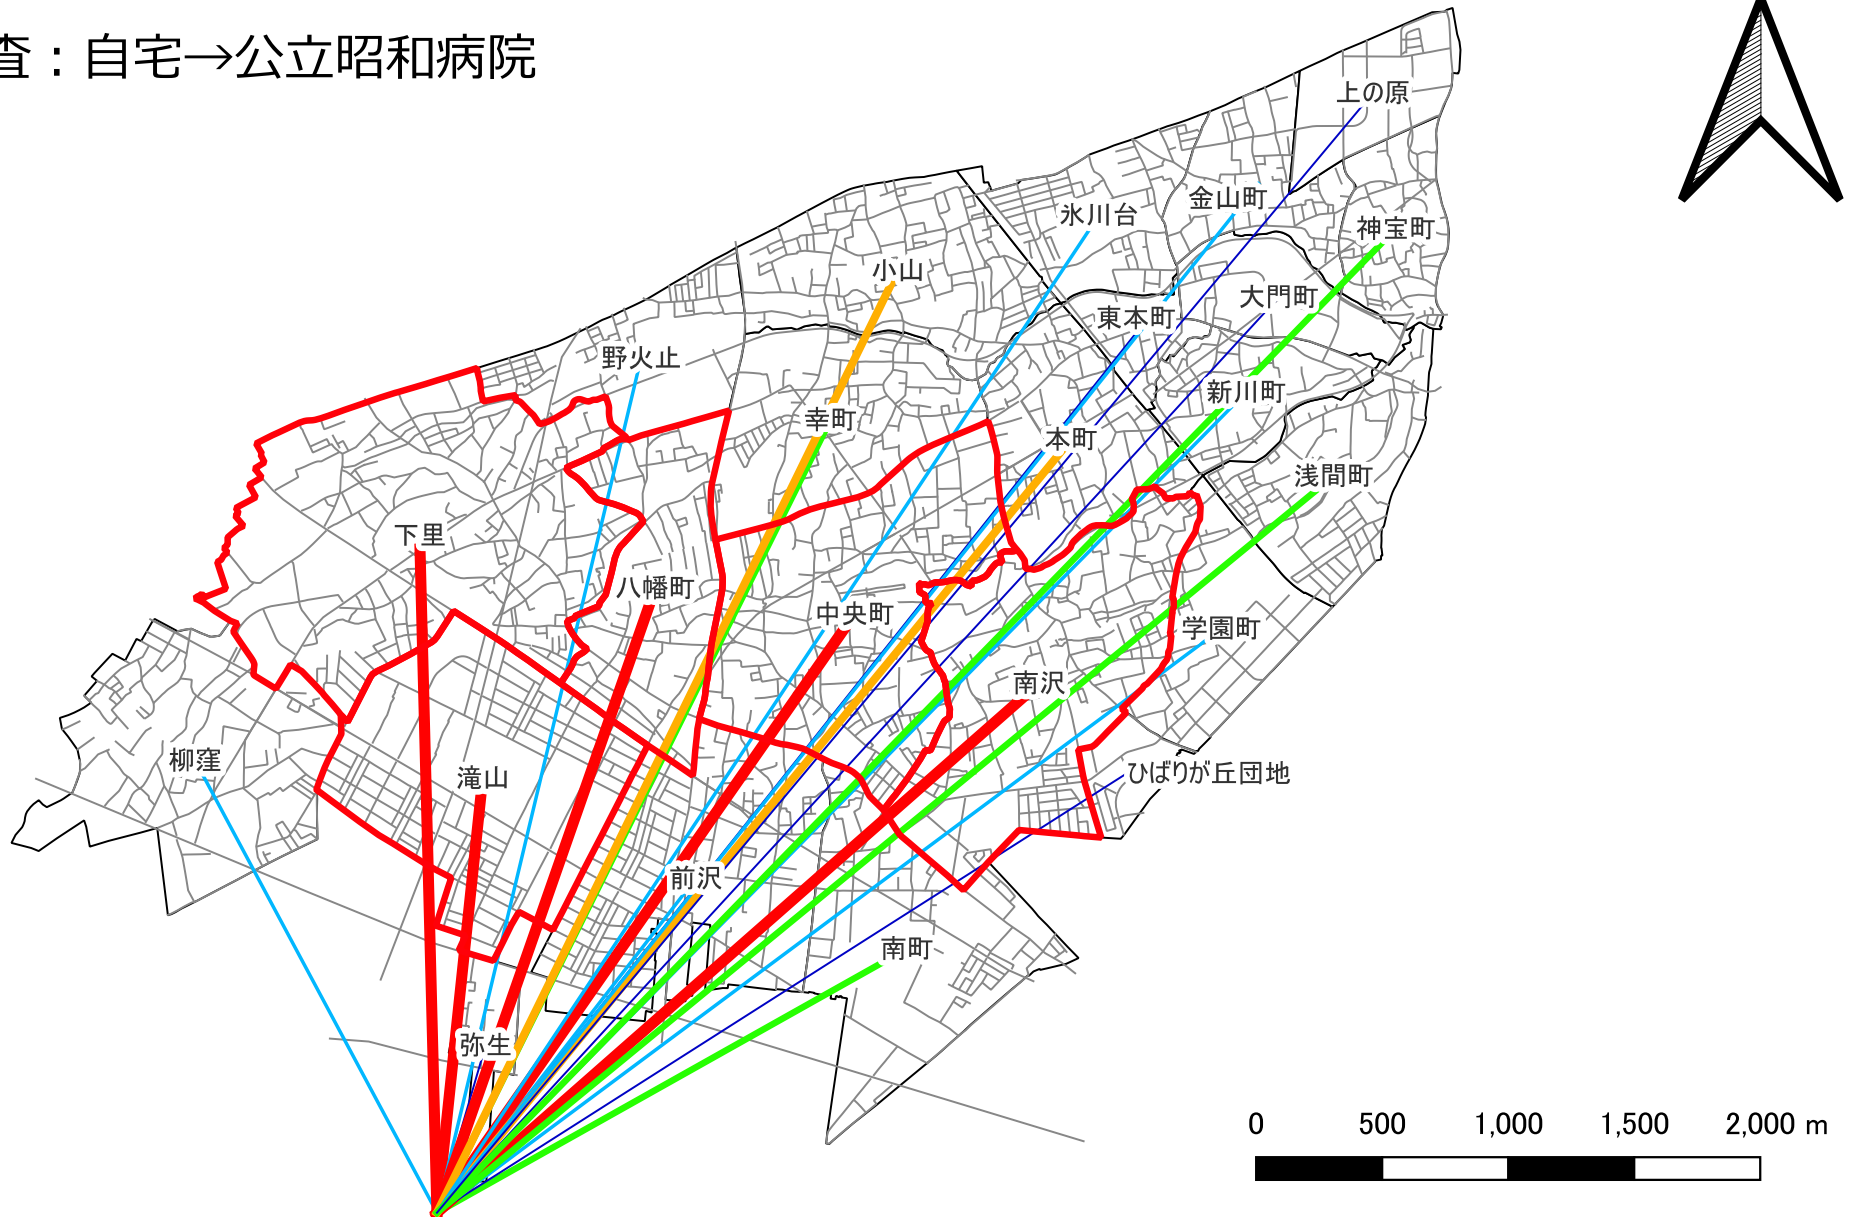 査：自宅→公立昭和病院
上の原
金山町
氷川台
神宝町
小山
大門町
東本町
野火止
新川町
幸町
本町
浅間町
下里
八幡町
中央町
学園町
南沢
柳窪
滝山
ひばりが丘団地
前沢
南町
弥生
0 500 1,000 1,500 2,000 m